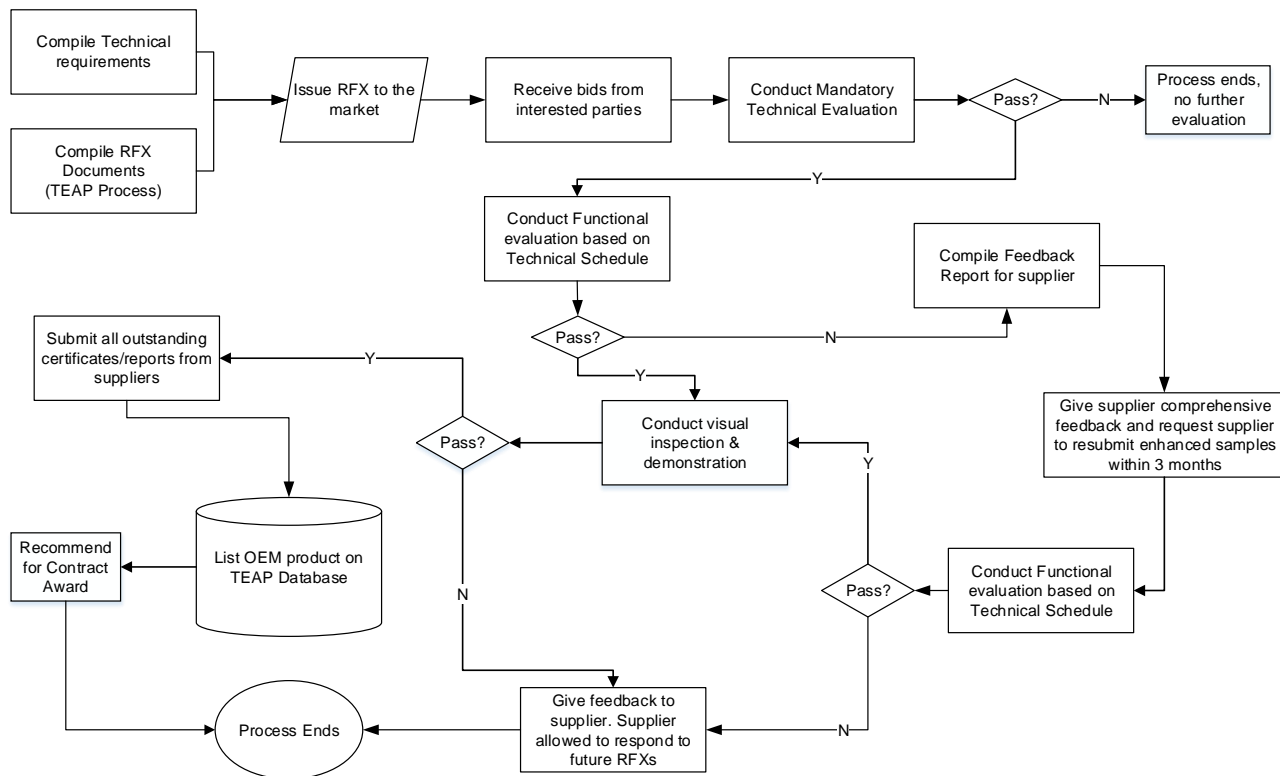 Compile Technical
requirements
Compile RFX
Documents
(TEAP Process)
Issue RFX to the
market
Receive bids from
interested parties
Conduct Mandatory
Technical Evaluation
Pass?
N
Process ends,
no further
evaluation
Y
Conduct Functional
evaluation based on
Technical Schedule
Pass?
N
Compile Feedback
Report for supplier
Y
Give supplier comprehensive
feedback and request supplier
to resubmit enhanced samples
within 3 months
Conduct Functional
evaluation based on
Technical Schedule
Pass?
Y
N
Conduct visual
inspection &
demonstration
Pass?
Y
N
Submit all outstanding
certificates/reports from
suppliers
List OEM product on
TEAP Database
Recommend
for Contract
Award
Give feedback to
supplier. Supplier
allowed to respond to
future RFXs
Process Ends